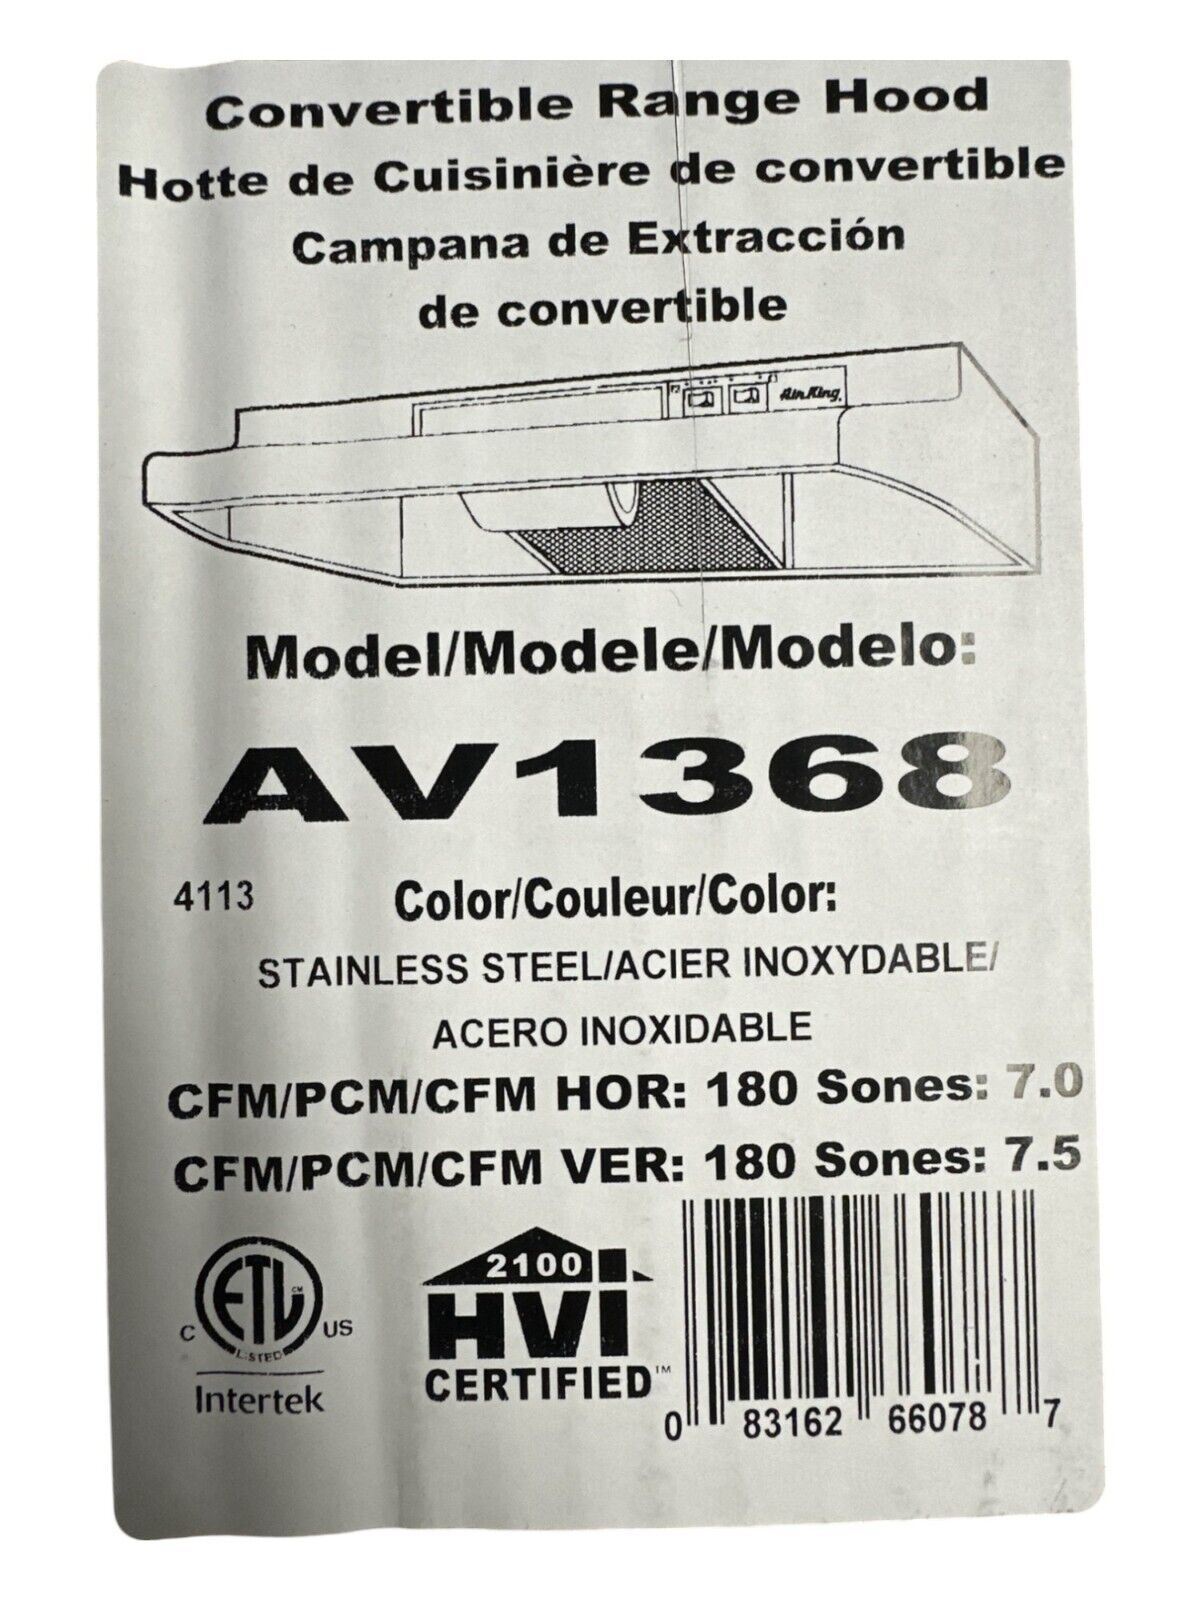 Convertible Range Hood
Hotte de Cuisinière de convertible
Campana de Extracción
de convertible
Air King
Model/Modele/Modelo:
AV1368
4113
Color/Couleur/Color:
STAINLESS STEEL/ACIER INOXYDABLE/
ACERO INOXIDABLE
CFM/PCM/CFM HOR: 180 Sones: 7.0
CFM/PCM/CFM VER: 180 Sones: 7.5
ETL CM
C LISTED US
Intertek
2100
HVI
CERTIFIED™
0 83162 66078 7